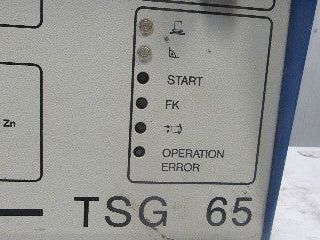 START
FK
Zn
OPERATION
ERROR
TSG 65